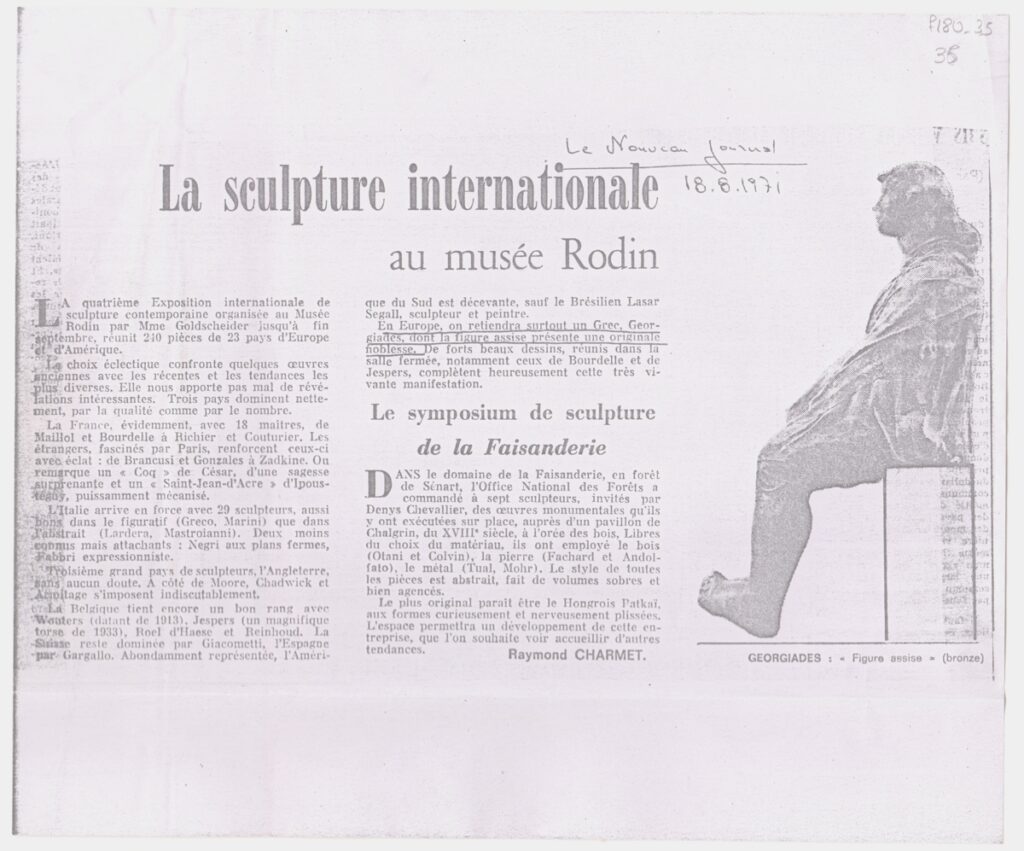 P180-35
35
Le Nouveau Journal
18.8.1971
La sculpture internationale
au musée Rodin
LA quatrième Exposition internationale de
sculpture contemporaine organisée au Musée
Rodin par Mme Goldscheider jusqu'à fin
septembre, réunit 240 pièces de 23 pays d'Europe
et d'Amérique.
Le choix éclectique confronte quelques œuvres
anciennes avec les récentes et les tendances les
plus diverses. Elle nous apporte pas mal de révé-
lations intéressantes. Trois pays dominent nette-
ment, par la qualité comme par le nombre.
La France, évidemment, avec 18 maîtres, de
Maillol et Bourdelle à Richier et Couturier. Les
étrangers, fascinés par Paris, renforcent ceux-ci
avec éclat : de Brancusi et Gonzales à Zadkine. On
remarque un « Coq » de César, d'une sagesse
surprenante et un « Saint-Jean-d'Acre » d'Ipous-
téguy, puissamment mécanisé.
L'Italie arrive en force avec 29 sculpteurs, aussi
bons dans le figuratif (Greco, Marini) que dans
l'abstrait (Lardera, Mastroianni). Deux moins
connus mais attachants : Negri aux plans fermes,
Fabbri expressionniste.
Troisième grand pays de sculpteurs, l'Angleterre,
sans aucun doute. A côté de Moore, Chadwick et
Armitage s'imposent indiscutablement.
La Belgique tient encore un bon rang avec
Wouters (datant de 1913), Jespers (un magnifique
torse de 1933), Roel d'Haese et Reinhoud. La
Suisse reste dominée par Giacometti, l'Espagne
par Gargallo. Abondamment représentée, l'Améri-
que du Sud est décevante, sauf le Brésilien Lasar
Segall, sculpteur et peintre.
En Europe, on retiendra surtout un Grec, Geor-
giades, dont la figure assise présente une originale
noblesse. De forts beaux dessins, réunis dans la
salle fermée, notamment ceux de Bourdelle et de
Jespers, complètent heureusement cette très vi-
vante manifestation.
Le symposium de sculpture
de la Faisanderie
DANS le domaine de la Faisanderie, en forêt
de Sénart, l'Office National des Forêts a
commandé à sept sculpteurs, invités par
Denys Chevallier, des œuvres monumentales qu'ils
y ont exécutées sur place, auprès d'un pavillon de
Chalgrin, du XVIIIe siècle, à l'orée des bois, Libres
du choix du matériau, ils ont employé le bois
(Otani et Colvin), la pierre (Fachard et Andol-
fato), le métal (Tual, Mohr). Le style de toutes
les pièces est abstrait, fait de volumes sobres et
bien agencés.
Le plus original paraît être le Hongrois Patkaï,
aux formes curieusement et nerveusement plissées.
L'espace permettra un développement de cette en-
treprise, que l'on souhaite voir accueillir d'autres
tendances.
Raymond CHARMET.
GEORGIADES : « Figure assise » (bronze)